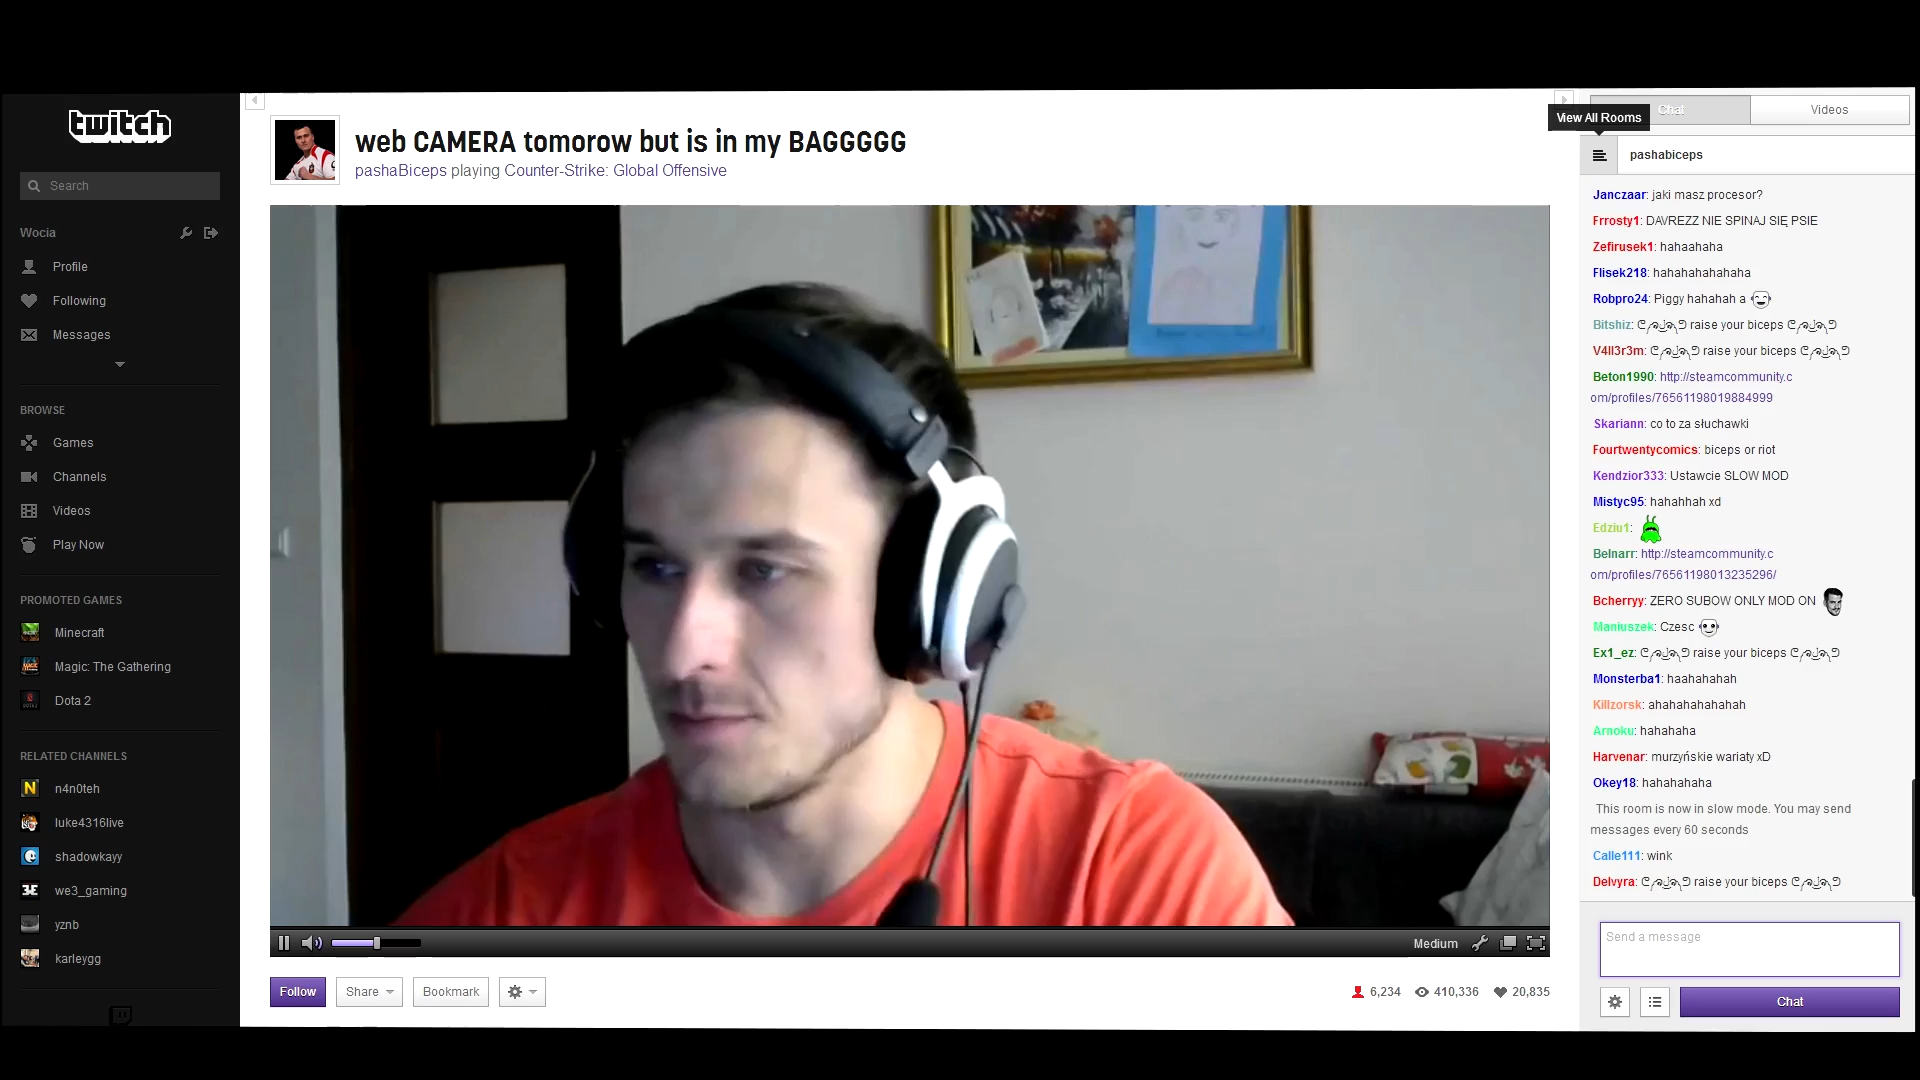 twitch
Search
Wocia
Profile
Following
Messages
BROWSE
Games
Channels
Videos
Play Now
PROMOTED GAMES
Minecraft
Magic: The Gathering
Dota 2
RELATED CHANNELS
n4n0teh
luke4316live
shadowkayy
we3_gaming
yznb
karleygg
web CAMERA tomorow but is in my BAGGGGG
pashaBiceps playing Counter-Strike: Global Offensive
Medium
Follow
Share
Bookmark
6,234
410,336
20,835
Chat
Videos
View All Rooms
pashabiceps
Janczaar: jaki masz procesor?
Frrosty1: DAVREZZ NIE SPINAJ SIĘ PSIE
Zefirusek1: hahaahaha
Flisek218: hahahahahahaha
Robpro24: Piggy hahahah a
Bitshiz: raise your biceps
V4ll3r3m: raise your biceps
Beton1990: http://steamcommunity.c
om/profiles/76561198019884999
Skariann: co to za słuchawki
Fourtwentycomics: biceps or riot
Kendzior333: Ustawcie SLOW MOD
Mistyc95: hahahhah xd
Edziu1:
Belnarr: http://steamcommunity.c
om/profiles/76561198013235296/
Bcherryy: ZERO SUBOW ONLY MOD ON
Maniuszek: Czesc
Ex1_ez: raise your biceps
Monsterba1: haahahahah
Killzorsk: ahahahahahahah
Arnoku: hahahaha
Harvenar: murzyńskie wariaty xD
Okey18: hahahahaha
This room is now in slow mode. You may send
messages every 60 seconds
Calle111: wink
Delvyra: raise your biceps
Send a message
Chat